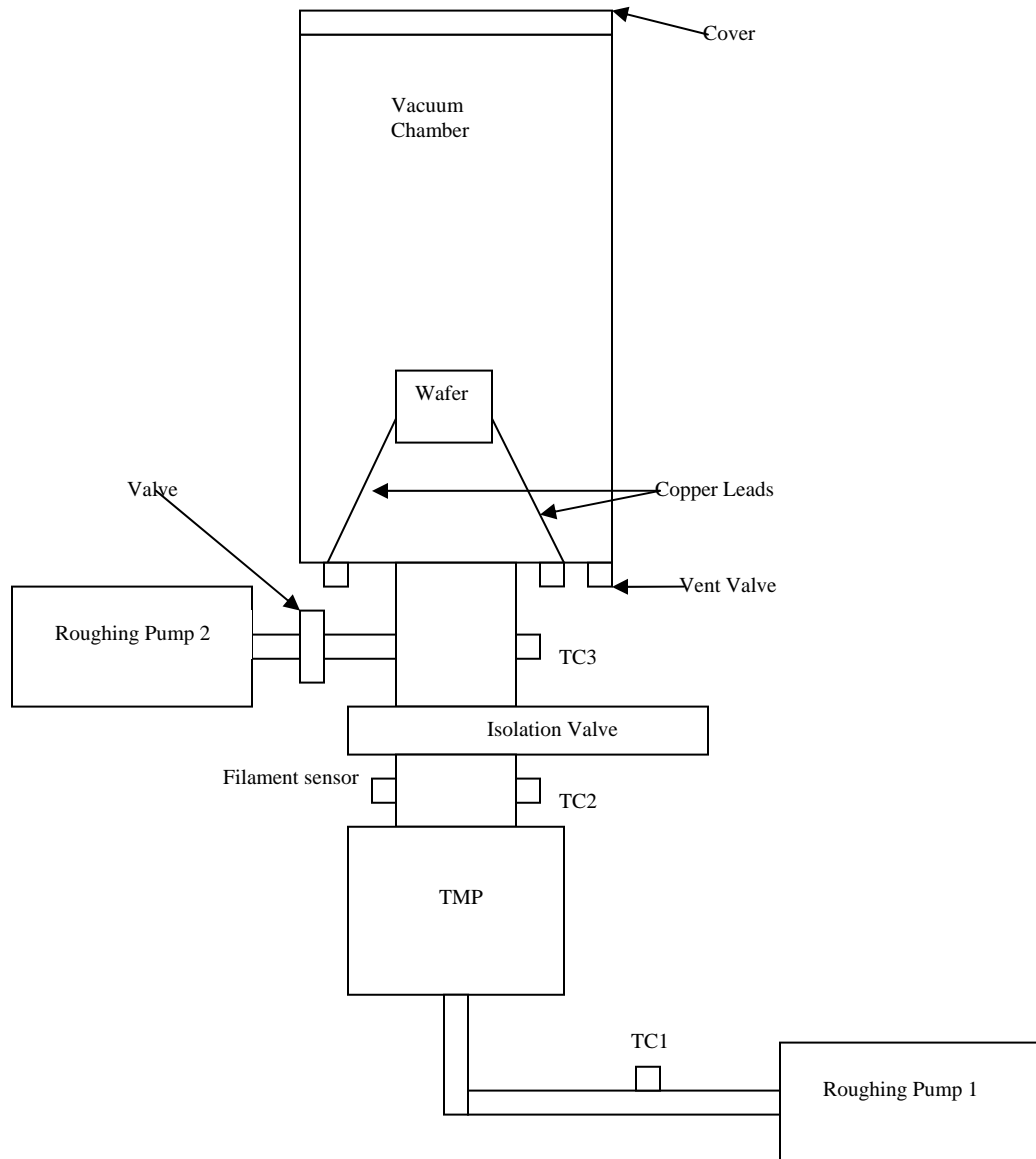 Cover
Vacuum
Chamber
Wafer
Valve
Copper Leads
Vent Valve
Roughing Pump 2
TC3
Isolation Valve
Filament sensor
TC2
TMP
TC1
Roughing Pump 1